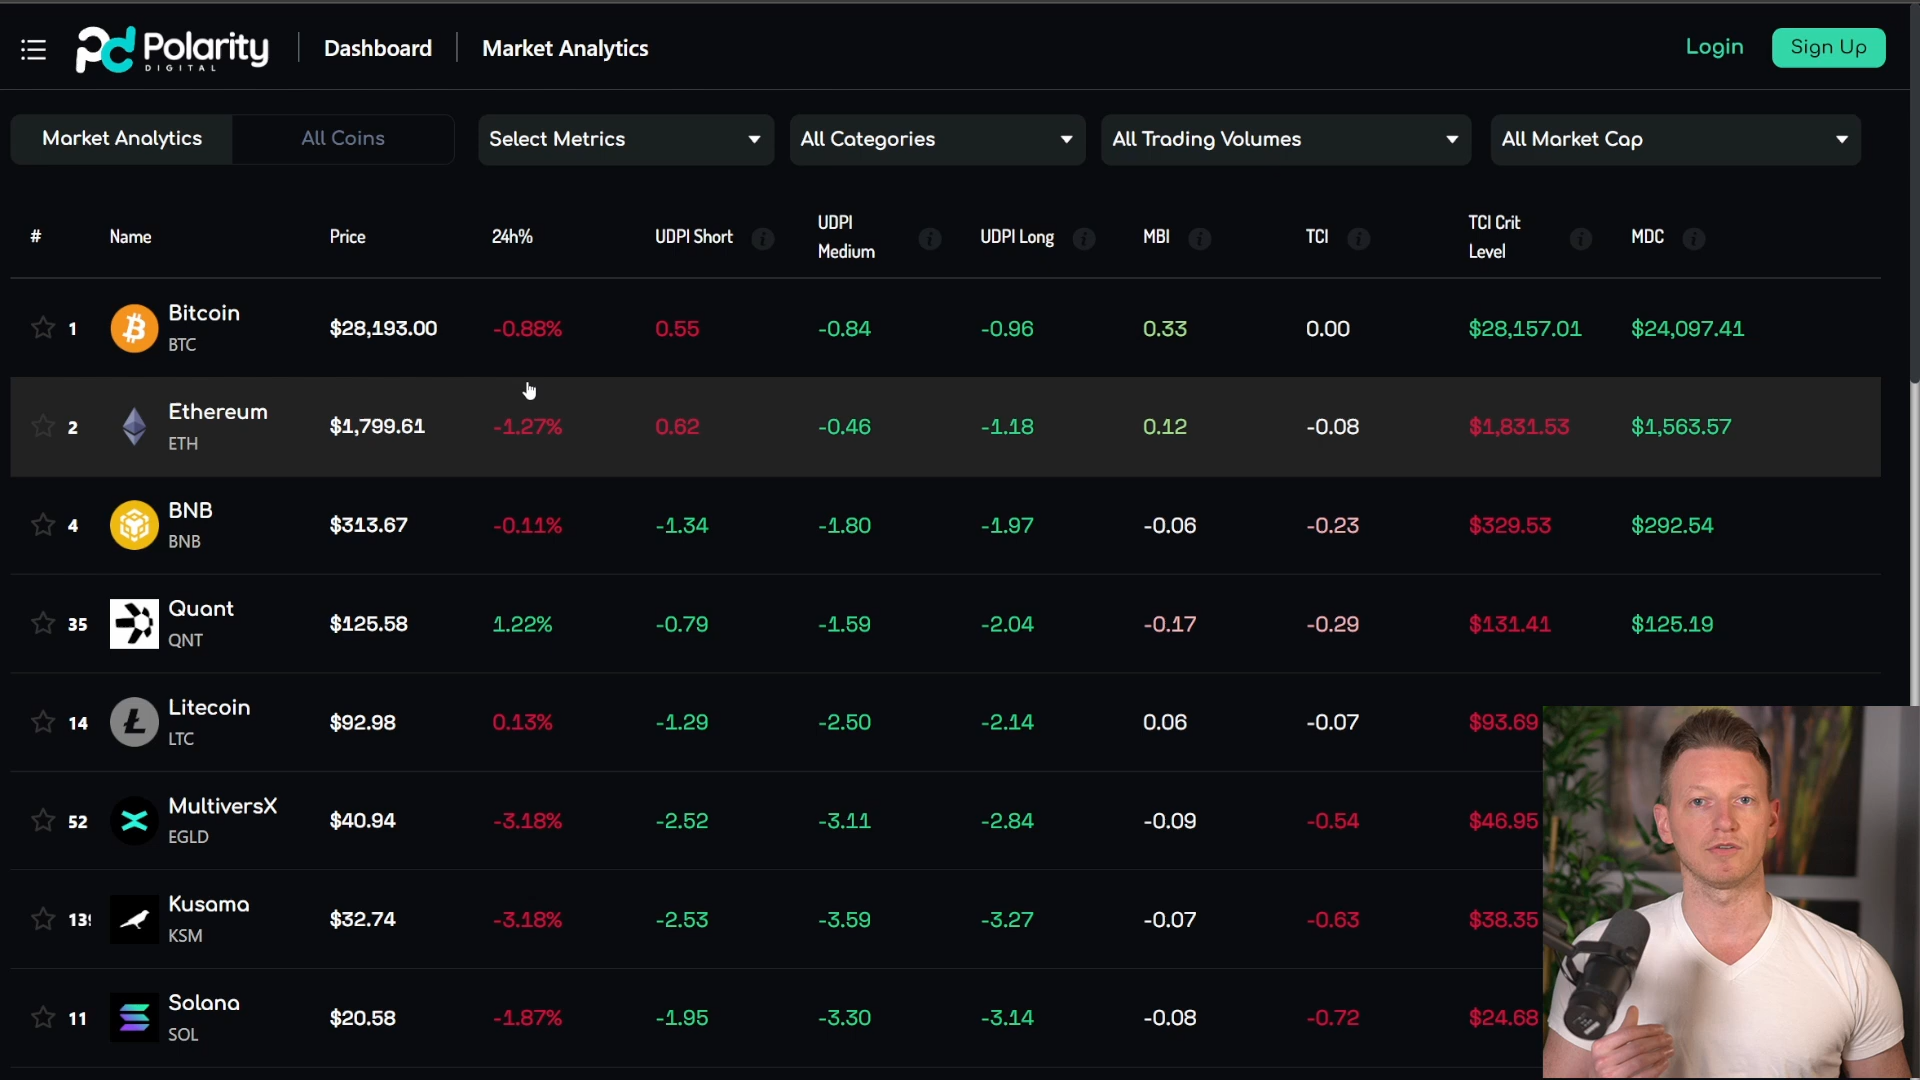 Polarity
DIGITAL
Dashboard
Market Analytics
Login
Sign Up
Market Analytics
All Coins
Select Metrics
All Categories
All Trading Volumes
All Market Cap
# Name Price 24h% UDPI Short UDPI Medium UDPI Long MBI TCI TCI Crit Level MDC
1 Bitcoin BTC $28,193.00 -0.88% 0.55 -0.84 -0.96 0.33 0.00 $28,157.01 $24,097.41
2 Ethereum ETH $1,799.61 -1.27% 0.62 -0.46 -1.18 0.12 -0.08 $1,831.53 $1,563.57
4 BNB BNB $313.67 -0.11% -1.34 -1.80 -1.97 -0.06 -0.23 $329.53 $292.54
35 Quant QNT $125.58 1.22% -0.79 -1.59 -2.04 -0.17 -0.29 $131.41 $125.19
14 Litecoin LTC $92.98 0.13% -1.29 -2.50 -2.14 0.06 -0.07 $93.69
52 MultiversX EGLD $40.94 -3.18% -2.52 -3.11 -2.84 -0.09 -0.54 $46.95
Kusama KSM $32.74 -3.18% -2.53 -3.59 -3.27 -0.07 -0.63 $38.35
11 Solana SOL $20.58 -1.87% -1.95 -3.30 -3.14 -0.08 -0.72 $24.68